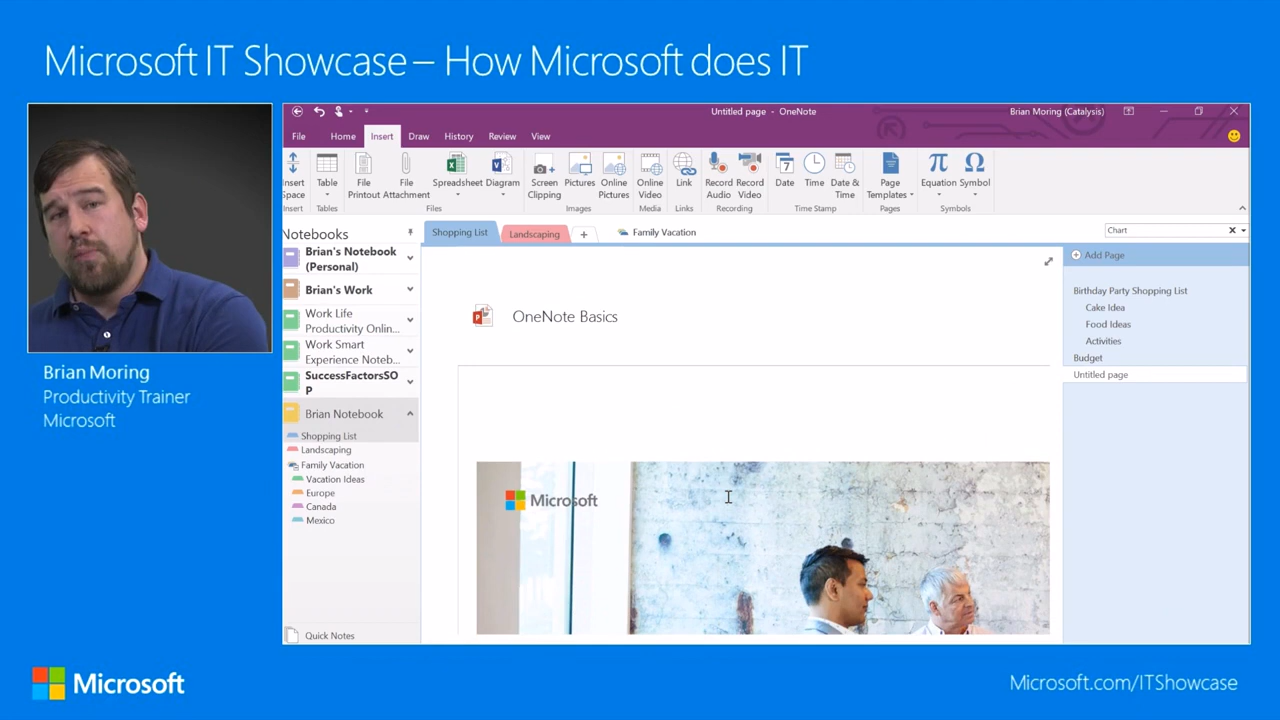 Microsoft IT Showcase – How Microsoft does IT
Untitled page - OneNote
Brian Moring (Catalysis)
File Home Insert Draw History Review View
Insert Space
Table
File Printout
File Attachment
Spreadsheet
Diagram
Screen Clipping
Pictures
Online Pictures
Online Video
Link
Record Audio
Record Video
Date
Time
Date & Time
Page Templates
Equation
Symbol
Insert Tables Files Images Media Links Recording Time Stamp Pages Symbols
Notebooks
Brian's Notebook
(Personal)
Brian's Work
Work Life
Productivity Onlin...
Work Smart
Experience Noteb...
SuccessFactorsSO
P
Brian Notebook
Shopping List
Landscaping
Family Vacation
Vacation Ideas
Europe
Canada
Mexico
Quick Notes
Shopping List Landscaping + Family Vacation
Chart
OneNote Basics
Microsoft
Add Page
Birthday Party Shopping List
Cake Idea
Food Ideas
Activities
Budget
Untitled page
Brian Moring
Productivity Trainer
Microsoft
Microsoft
Microsoft.com/ITShowcase